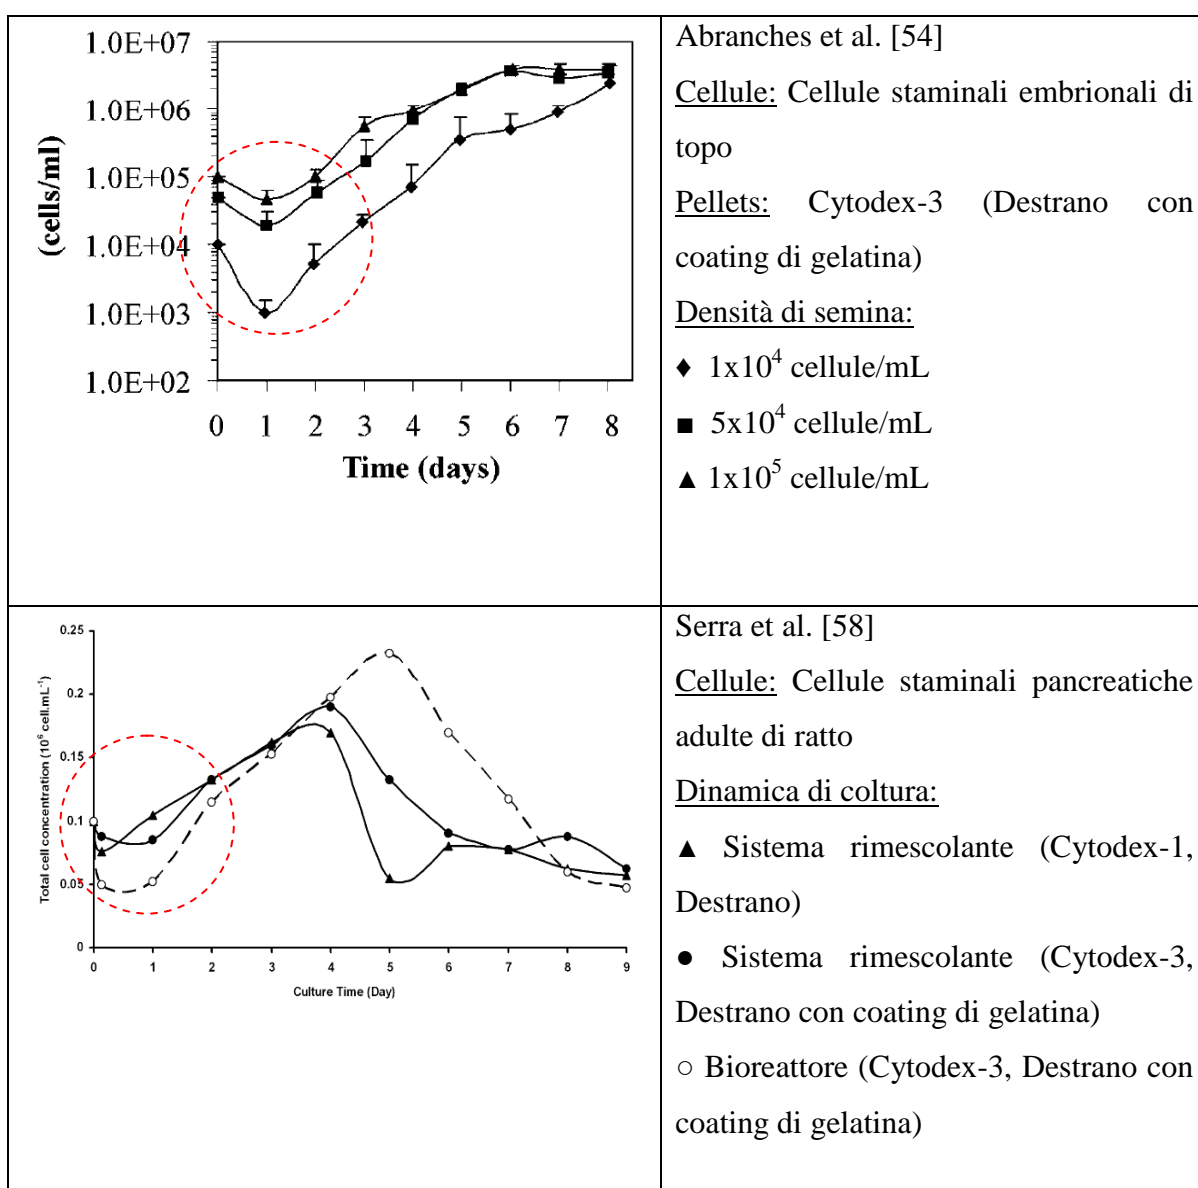 1.0E+07
1.0E+06
1.0E+05
1.0E+04
1.0E+03
1.0E+02
(cells/ml)
0 1 2 3 4 5 6 7 8
Time (days)
Abranches et al. [54]
Cellule: Cellule staminali embrionali di
topo
Pellets: Cytodex-3 (Destrano con
coating di gelatina)
Densità di semina:
♦ 1x10⁴ cellule/mL
■ 5x10⁴ cellule/mL
▲ 1x10⁵ cellule/mL
0.25
0.2
0.15
0.1
0.05
0
Total cell concentration (10⁶ cell.mL⁻¹)
0 1 2 3 4 5 6 7 8 9
Culture Time (Day)
Serra et al. [58]
Cellule: Cellule staminali pancreatiche
adulte di ratto
Dinamica di coltura:
▲ Sistema rimescolante (Cytodex-1,
Destrano)
● Sistema rimescolante (Cytodex-3,
Destrano con coating di gelatina)
○ Bioreattore (Cytodex-3, Destrano con
coating di gelatina)